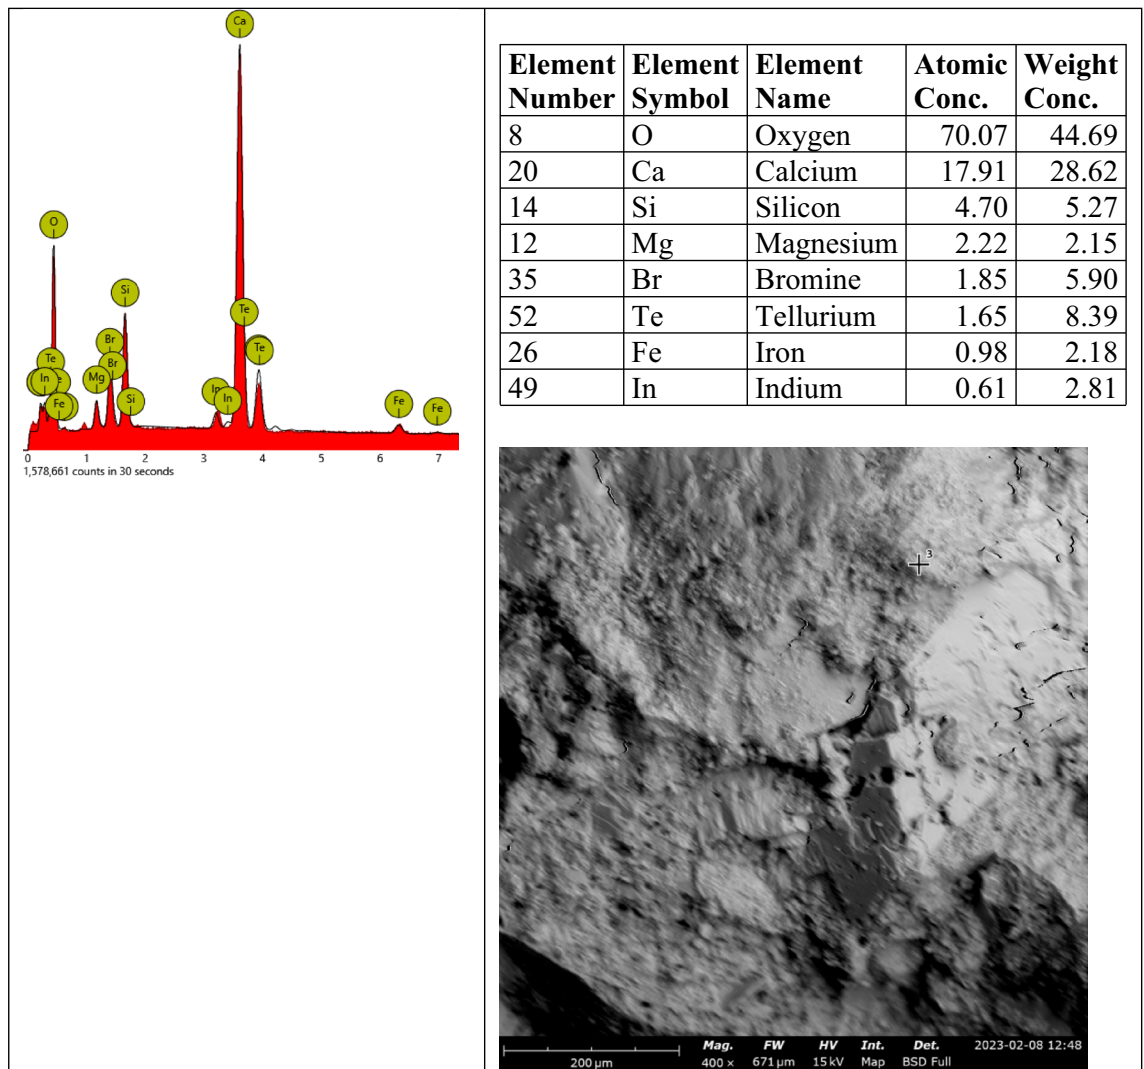 Ca
O
Si
Te
Br
Te
Te
Br
In
Mg
Fe
Si
In
In
Fe
Fe
0 1 2 3 4 5 6 7
1,578,661 counts in 30 seconds
Element Number Element Symbol Element Name Atomic Conc. Weight Conc.
8 O Oxygen 70.07 44.69
20 Ca Calcium 17.91 28.62
14 Si Silicon 4.70 5.27
12 Mg Magnesium 2.22 2.15
35 Br Bromine 1.85 5.90
52 Te Tellurium 1.65 8.39
26 Fe Iron 0.98 2.18
49 In Indium 0.61 2.81
3
Mag. FW HV Int. Det. 2023-02-08 12:48
200 µm 400 x 671 µm 15 kV Map BSD Full